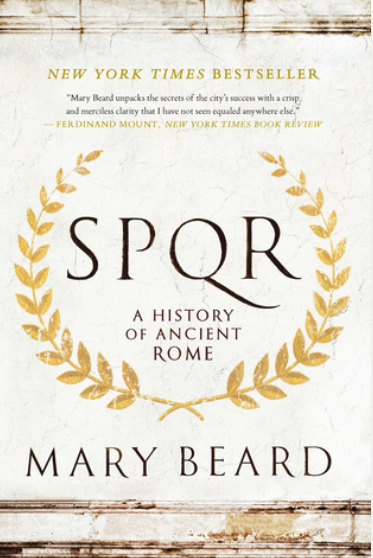 NEW YORK TIMES BESTSELLER
"Mary Beard unpacks the secrets of the city's success with a crisp
and merciless clarity that I have not seen equaled anywhere else."
— FERDINAND MOUNT, NEW YORK TIMES BOOK REVIEW
SPQR
A HISTORY
OF ANCIENT
ROME
MARY BEARD